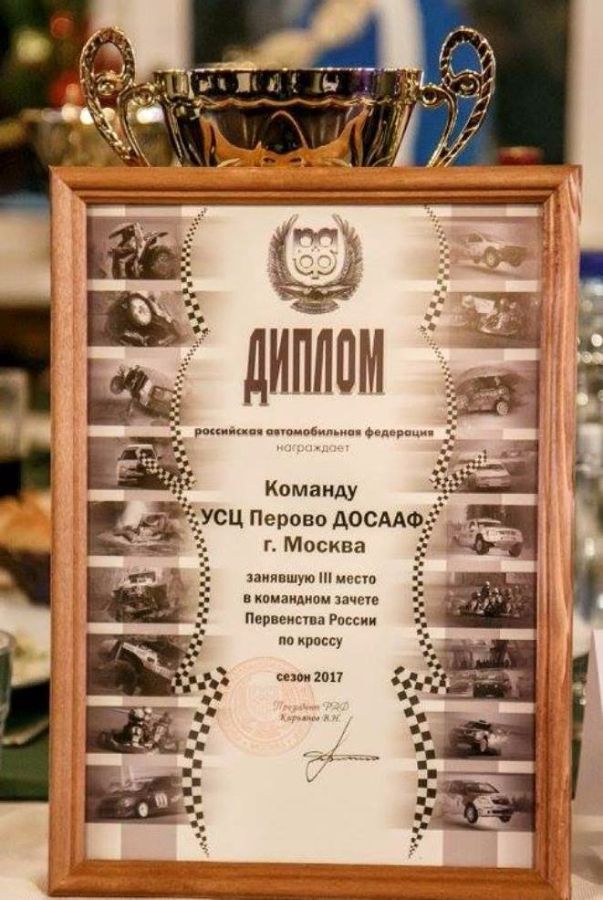 ДИПЛОМ
российская автомобильная федерация
награждает
Команду
УСЦ Перово ДОСААФ
г. Москва
занявшую III место
в командном зачете
Первенства России
по кроссу
сезон 2017
Президент РАФ
Кирьянов В.Н.